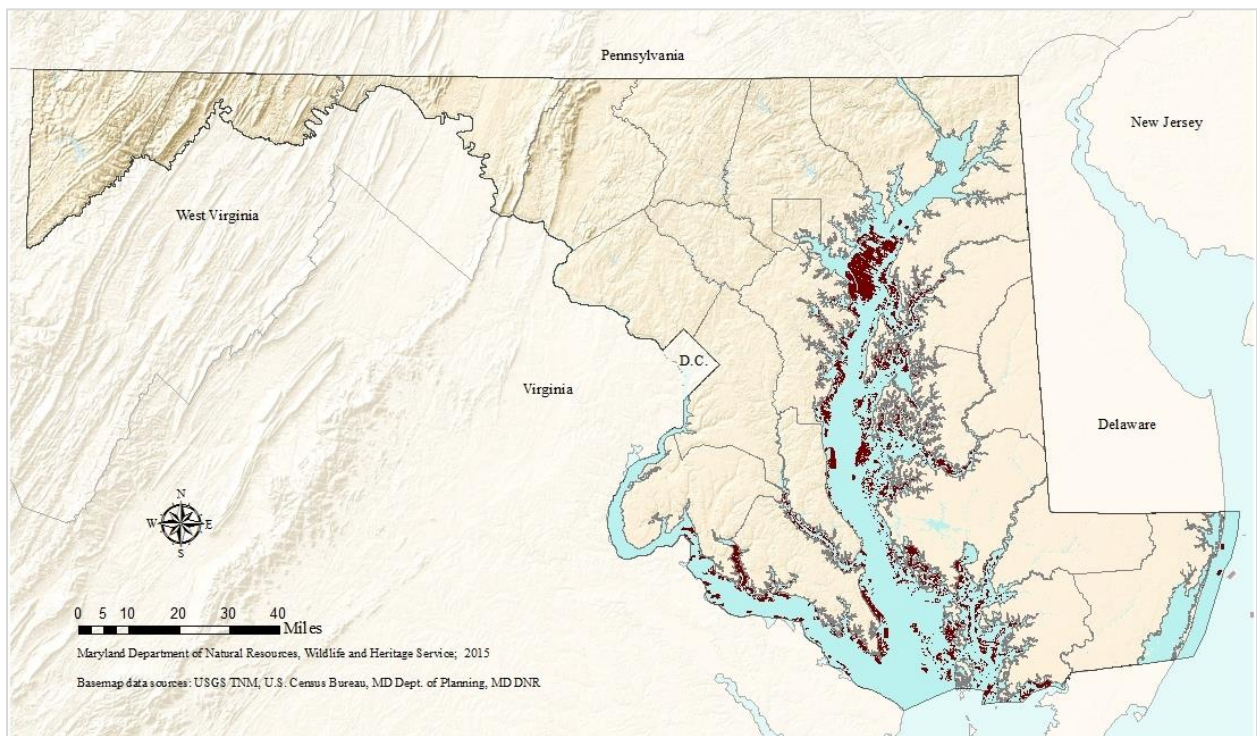 Pennsylvania
New Jersey
West Virginia
D.C.
Virginia
Delaware
N
W E
S
0 5 10 20 30 40
Miles
Maryland Department of Natural Resources, Wildlife and Heritage Service; 2015
Basemap data sources: USGS TNM, U.S. Census Bureau, MD Dept. of Planning, MD DNR